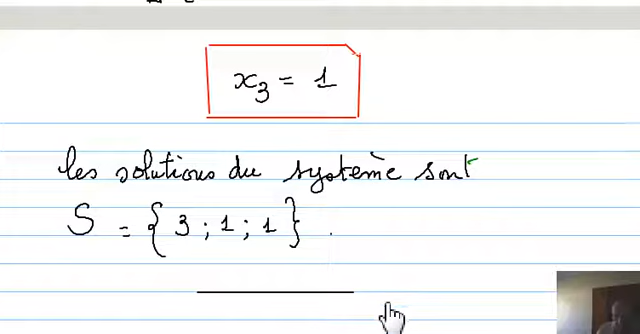 x₃ = 1
les solutions du système sont
S = {3 ; 1 ; 1} .